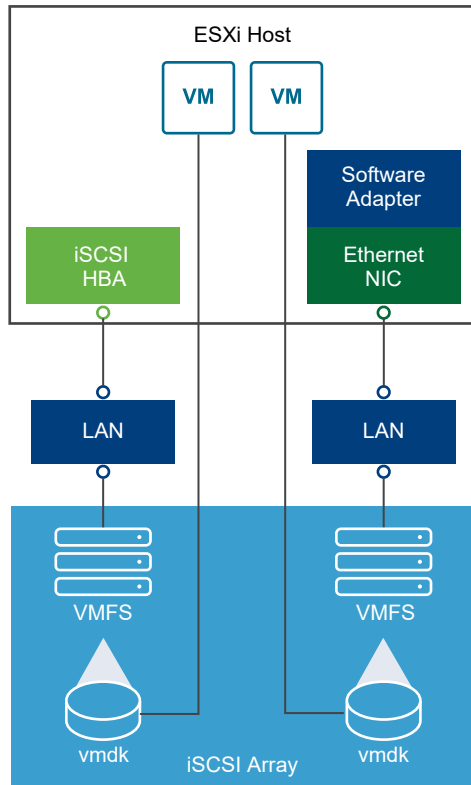 ESXi Host
VM
VM
Software
Adapter
iSCSI
HBA
Ethernet
NIC
LAN
LAN
VMFS
VMFS
vmdk
vmdk
iSCSI Array